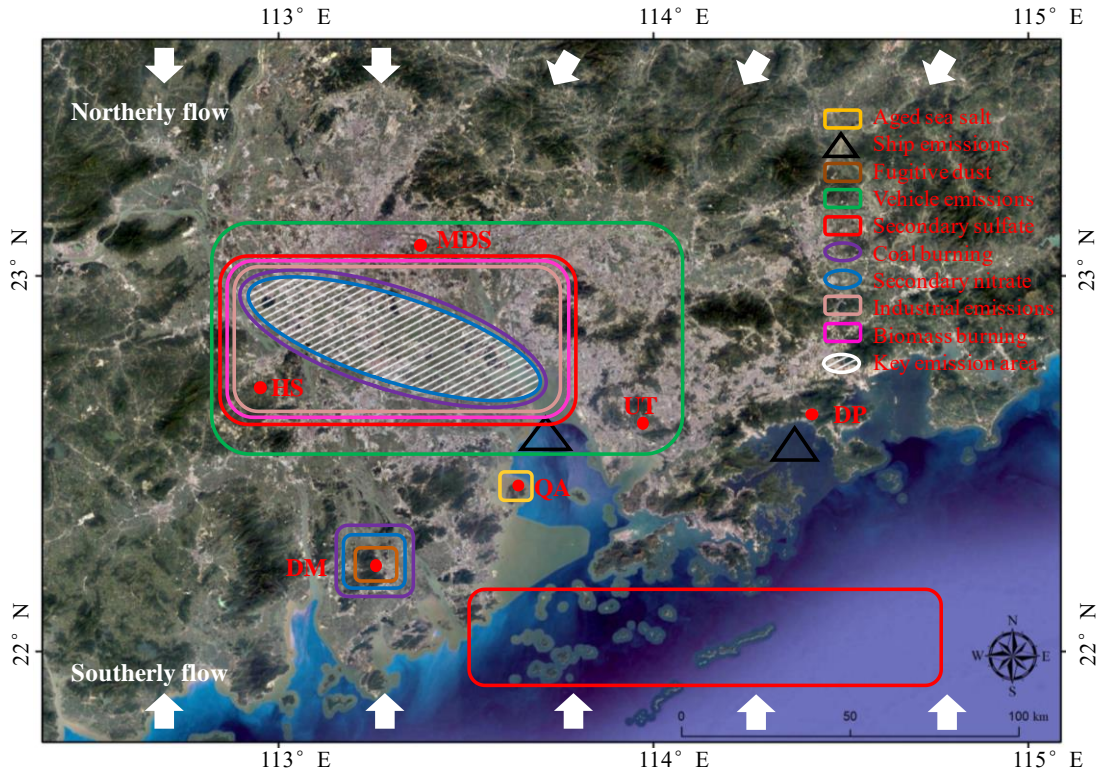 113° E
114° E
115° E
Northerly flow
Aged sea salt
Ship emissions
Fugitive dust
Vehicle emissions
Secondary sulfate
Coal burning
Secondary nitrate
Industrial emissions
Biomass burning
Key emission area
23° N
23° N
MDS
HS
UT
DP
QA
DM
22° N
22° N
N
W
E
S
Southerly flow
0
50
100 km
113° E
114° E
115° E